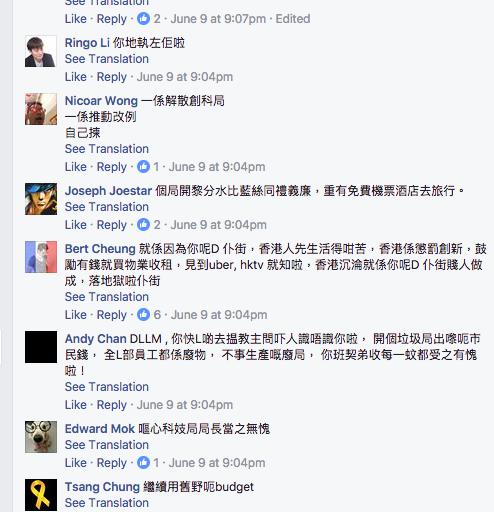 See Translation
Like · Reply · 2 · June 9 at 9:07pm · Edited
Ringo Li 你地執左佢啦
See Translation
Like · Reply · June 9 at 9:04pm
Nicoar Wong 一係解散創科局
一係推動改例
自己揀
See Translation
Like · Reply · 1 · June 9 at 9:04pm
Joseph Joestar 個局開黎分水比藍絲同禮義廉，重有免費機票酒店去旅行。
See Translation
Like · Reply · 2 · June 9 at 9:04pm
Bert Cheung 就係因為你呢D 仆街，香港人先生活得咁苦，香港係懲罰創新，鼓
勵有錢就買物業收租，見到uber, hktv 就知啦，香港沉淪就係你呢D 仆街賤人做
成，落地獄啦仆街
See Translation
Like · Reply · 6 · June 9 at 9:04pm
Andy Chan DLLM , 你快L啲去揾教主問吓人識唔識你啦， 開個垃圾局出嚟呃市
民錢， 全L部員工都係廢物， 不事生產嘅廢局， 你班契弟收每一蚊都受之有愧
啦！
See Translation
Like · Reply · June 9 at 9:04pm
Edward Mok 嘔心科妓局局長當之無愧
See Translation
Like · Reply · 1 · June 9 at 9:04pm
Tsang Chung 繼續用舊野呃budget
See Translation